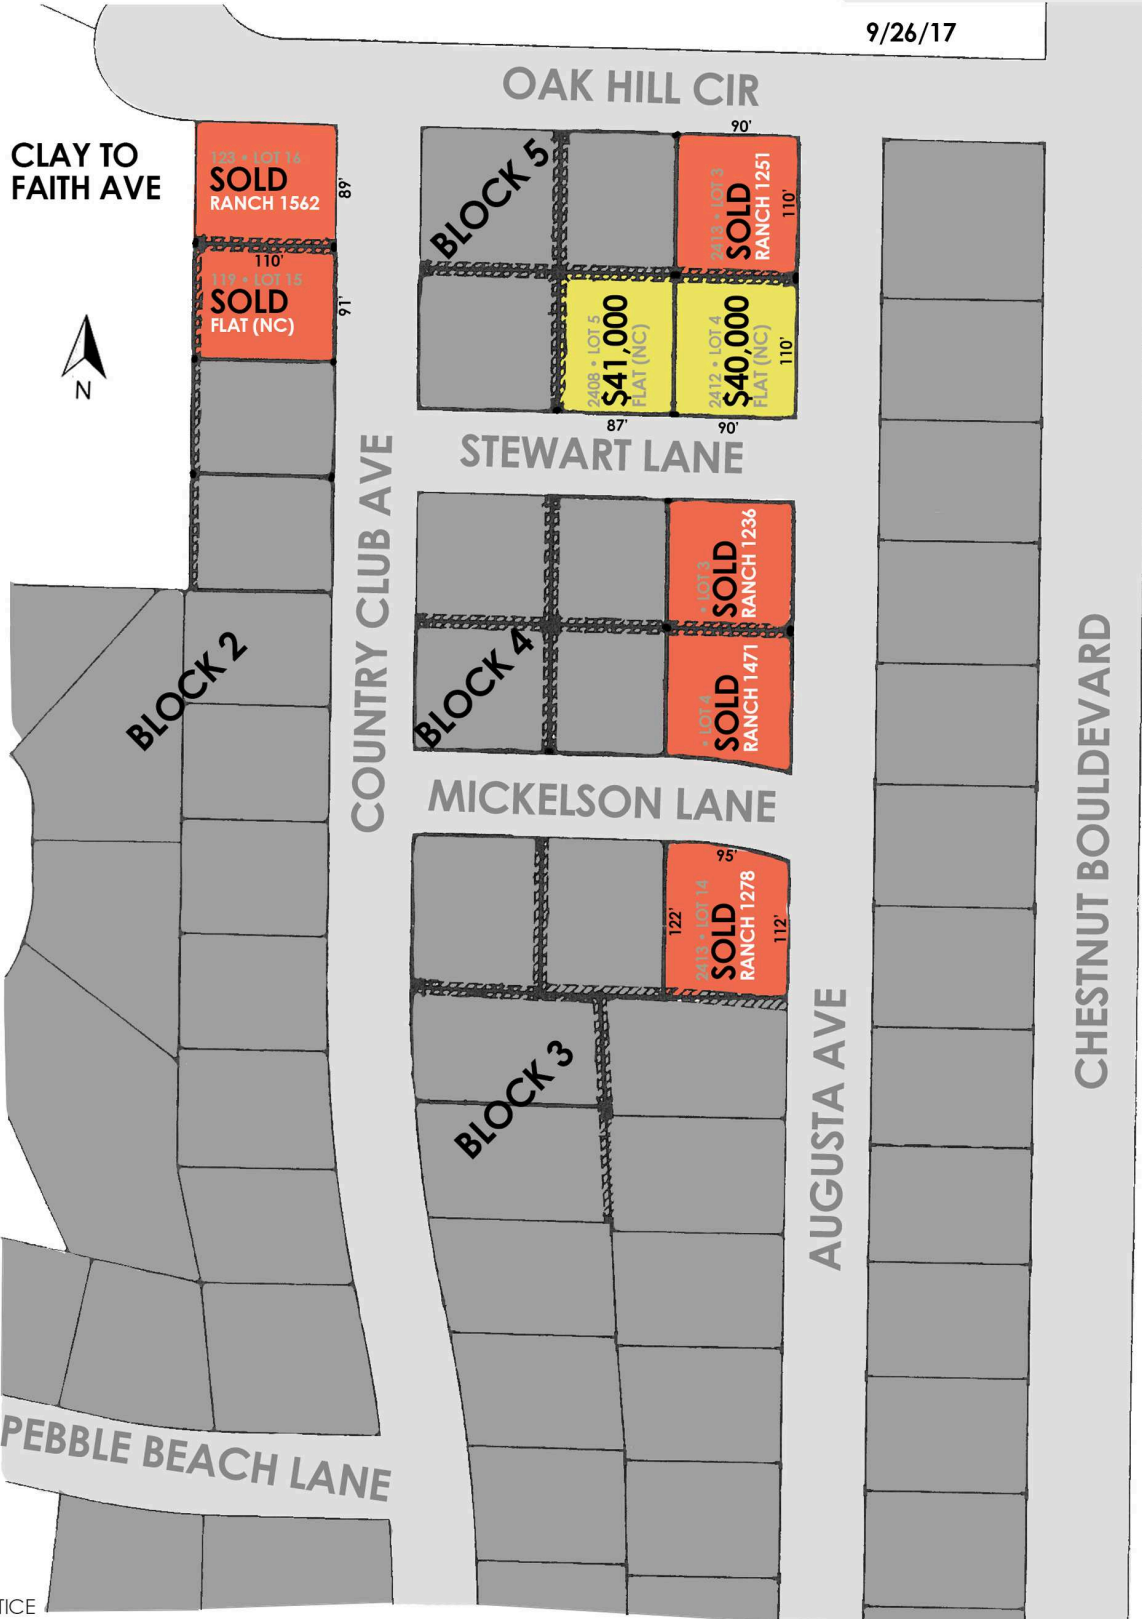 9/26/17
OAK HILL CIR
CLAY TO
FAITH AVE
123 • LOT 16
SOLD
RANCH 1562
89'
110'
119 • LOT 15
SOLD
FLAT (NC)
91'
N
BLOCK 5
90'
2413 • LOT 3
SOLD
RANCH 1251
110'
2408 • LOT 5
$41,000
FLAT (NC)
87'
2412 • LOT 4
$40,000
FLAT (NC)
110'
90'
STEWART LANE
COUNTRY CLUB AVE
• LOT 3
SOLD
RANCH 1236
BLOCK 4
• LOT 4
SOLD
RANCH 1471
BLOCK 2
MICKELSON LANE
95'
122'
2413 • LOT 14
SOLD
RANCH 1278
112'
BLOCK 3
AUGUSTA AVE
CHESTNUT BOULDEVARD
PEBBLE BEACH LANE
TICE